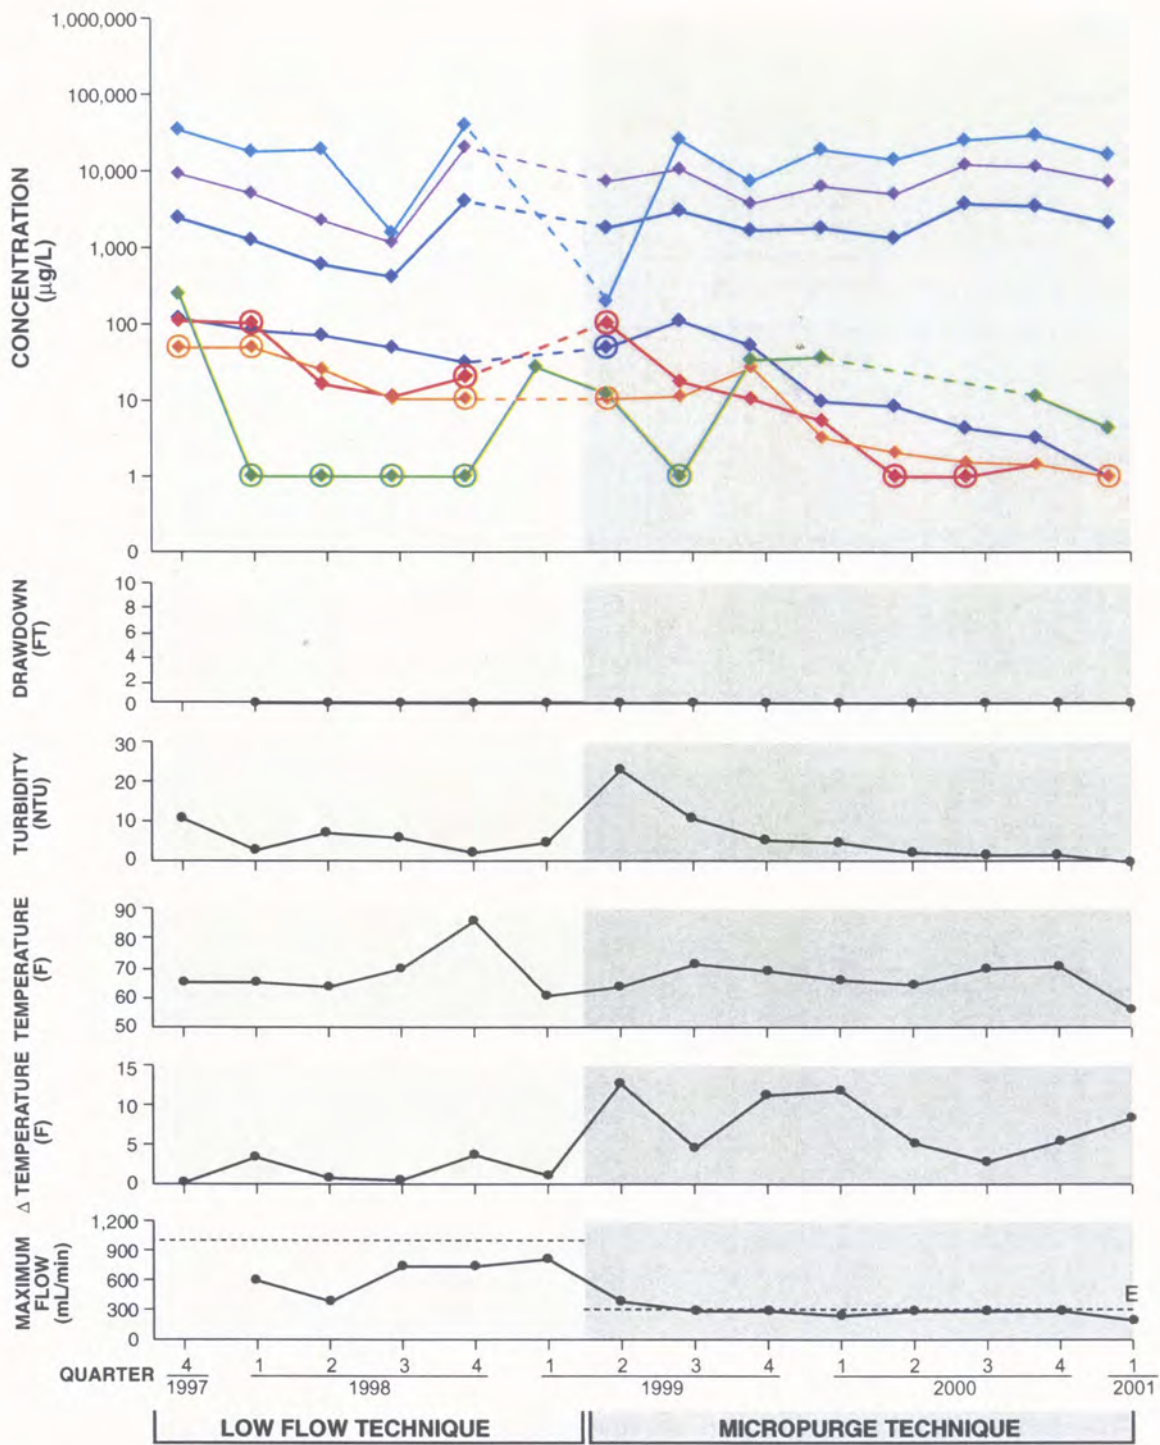 1,000,000
100,000
10,000
1,000
100
10
1
0
CONCENTRATION
(µg/L)
10
8
6
4
2
0
DRAWDOWN
(FT)
30
20
10
0
TURBIDITY
(NTU)
90
80
70
60
50
TEMPERATURE
(F)
15
10
5
0
Δ TEMPERATURE
(F)
1,200
900
600
300
0
MAXIMUM
FLOW
(mL/min)
E
QUARTER 4 1 2 3 4 1 2 3 4 1 2 3 4 1
1997 1998 1999 2000 2001
LOW FLOW TECHNIQUE MICROPURGE TECHNIQUE